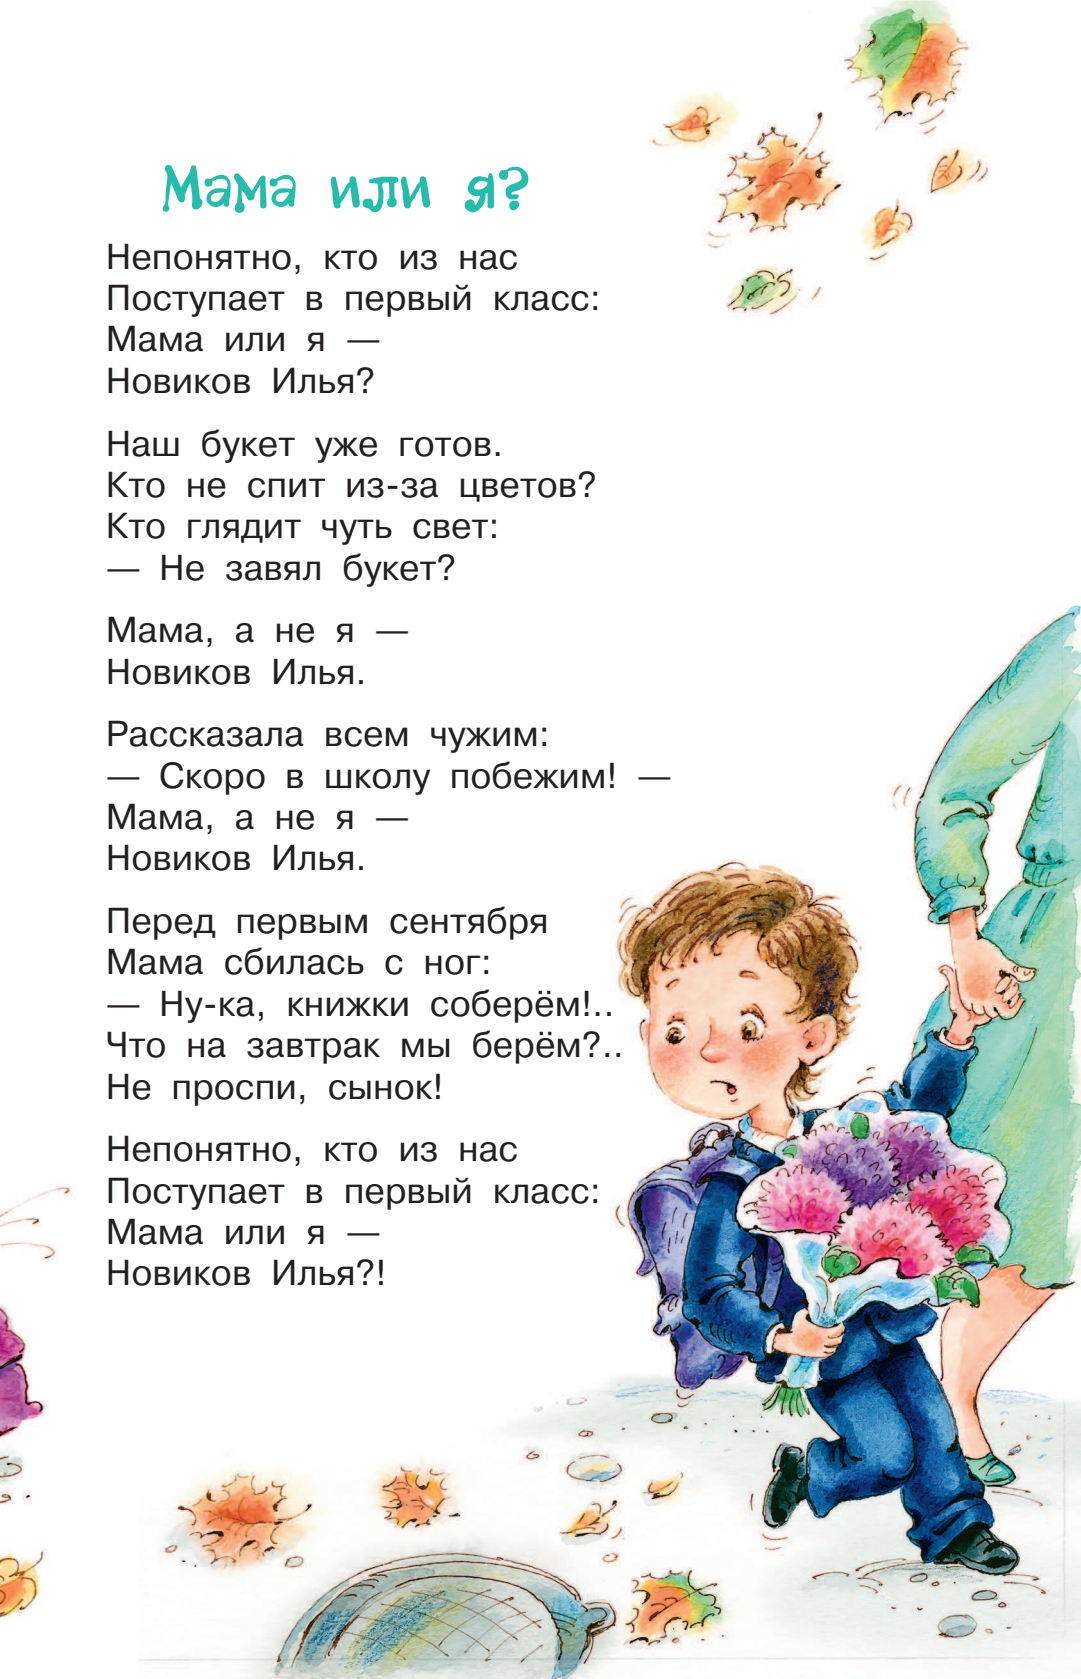 Мама или я?
Непонятно, кто из нас
Поступает в первый класс:
Мама или я —
Новиков Илья?
Наш букет уже готов.
Кто не спит из-за цветов?
Кто глядит чуть свет:
— Не завял букет?
Мама, а не я —
Новиков Илья.
Рассказала всем чужим:
— Скоро в школу побежим! —
Мама, а не я —
Новиков Илья.
Перед первым сентября
Мама сбилась с ног:
— Ну-ка, книжки соберём!..
Что на завтрак мы берём?..
Не проспи, сынок!
Непонятно, кто из нас
Поступает в первый класс:
Мама или я —
Новиков Илья?!